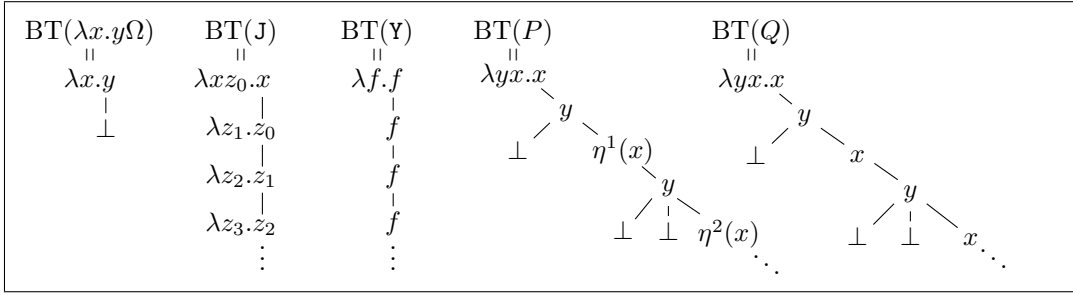 BT(λx.yΩ) BT(J) BT(Y) BT(P) BT(Q)
= = = = =
λx.y λxz₀.x λf.f λyx.x λyx.x
⊥ λz₁.z₀ f y y
λz₂.z₁ f ⊥ η¹(x) ⊥ x
λz₃.z₂ f y y
⋮ ⋮ ⊥ ⊥ η²(x) ⊥ ⊥ x
⋱ ⋱